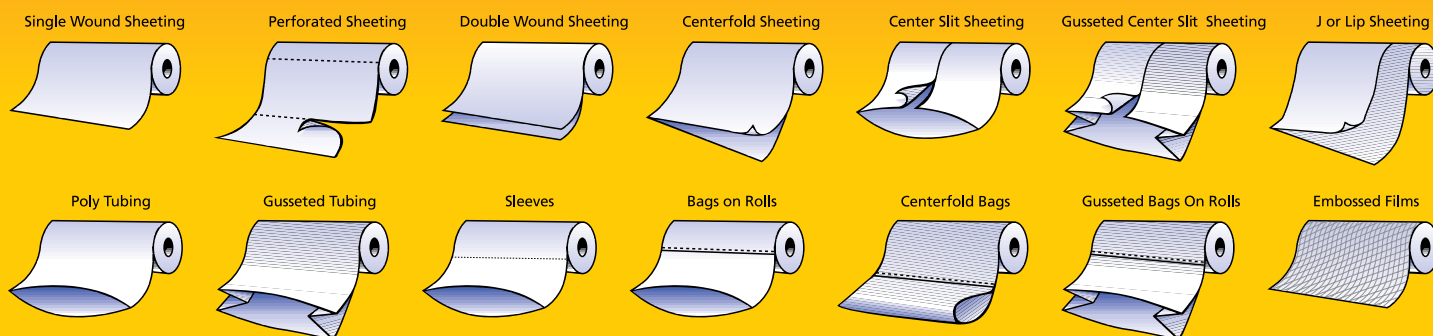 Single Wound Sheeting
Perforated Sheeting
Double Wound Sheeting
Centerfold Sheeting
Center Slit Sheeting
Gusseted Center Slit Sheeting
J or Lip Sheeting
Poly Tubing
Gusseted Tubing
Sleeves
Bags on Rolls
Centerfold Bags
Gusseted Bags On Rolls
Embossed Films